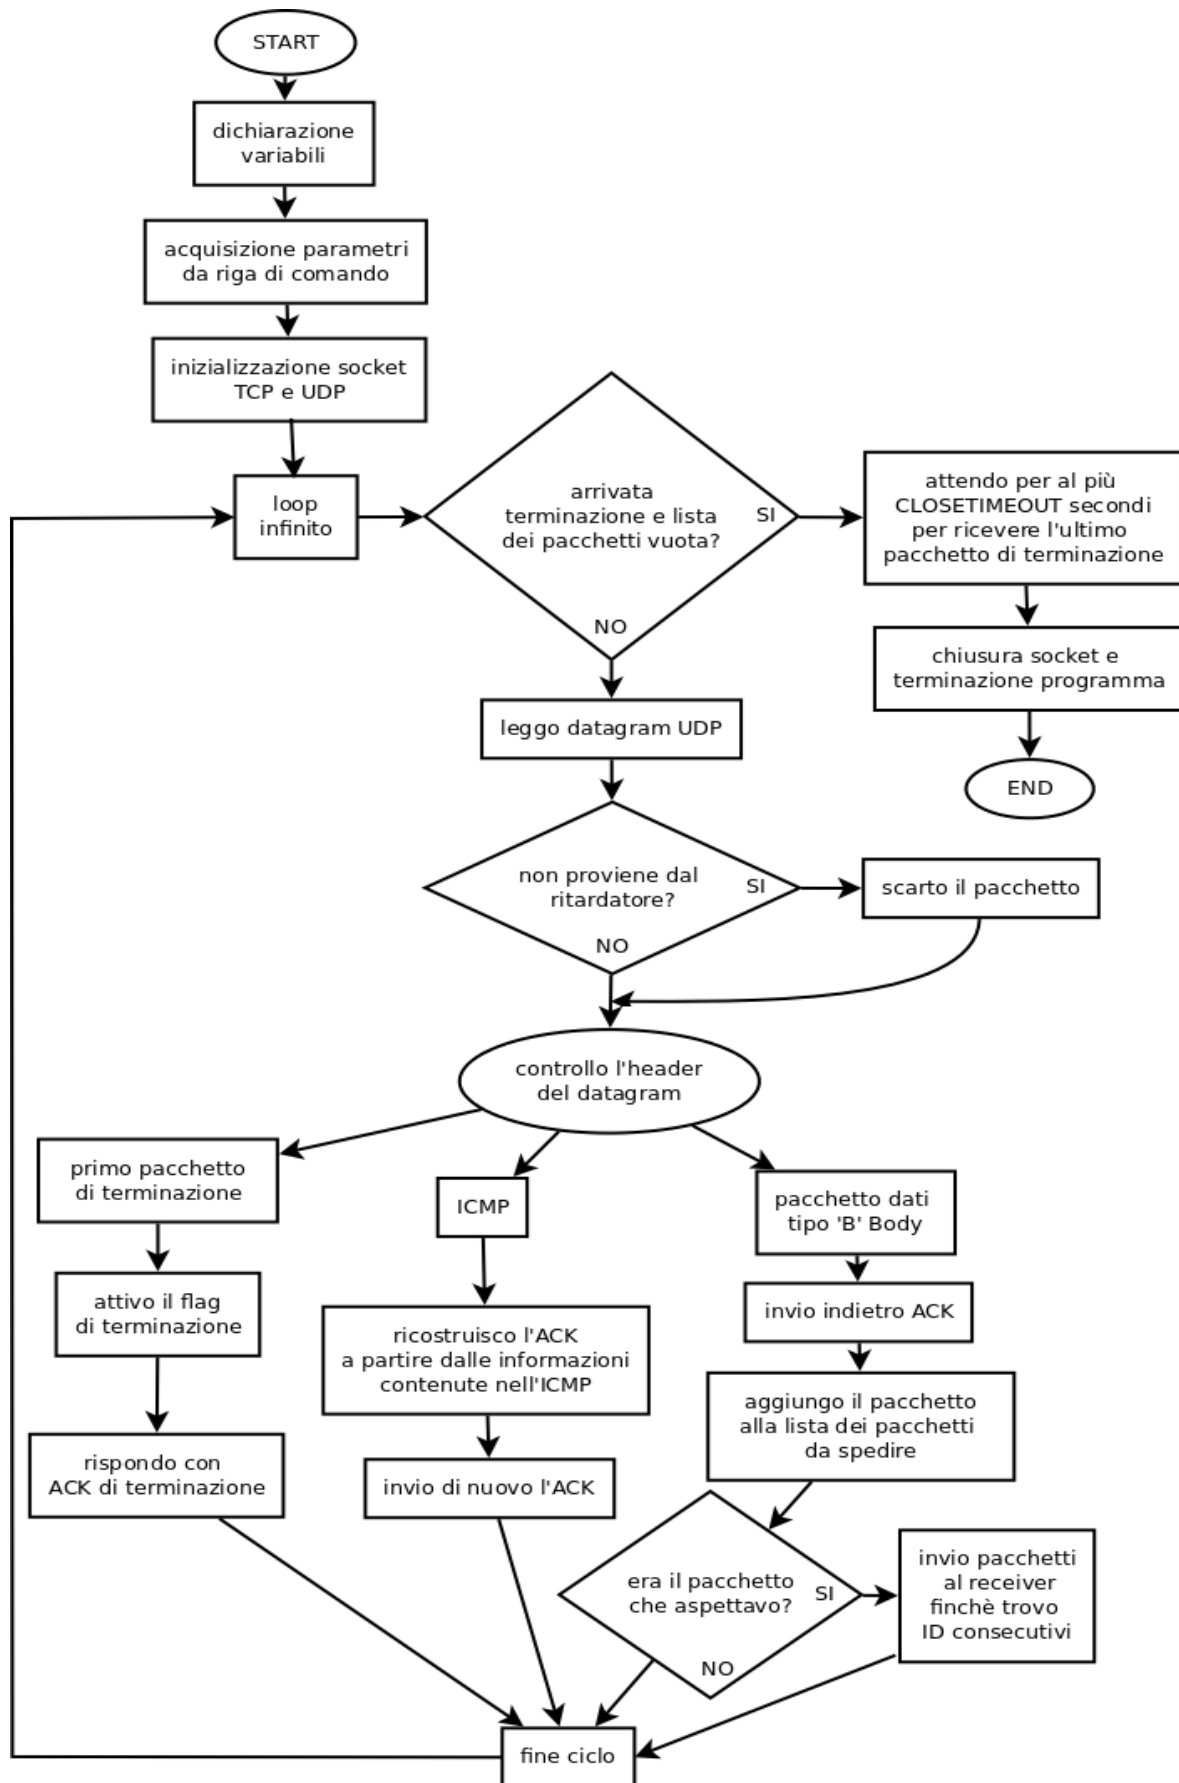 START
dichiarazione
variabili
acquisizione parametri
da riga di comando
inizializzazione socket
TCP e UDP
loop
infinito
arrivata
terminazione e lista
dei pacchetti vuota?
SI
NO
attendo per al più
CLOSETIMEOUT secondi
per ricevere l'ultimo
pacchetto di terminazione
chiusura socket e
terminazione programma
END
leggo datagram UDP
non proviene dal
ritardatore?
SI
NO
scarto il pacchetto
controllo l'header
del datagram
primo pacchetto
di terminazione
attivo il flag
di terminazione
rispondo con
ACK di terminazione
ICMP
ricostruisco l'ACK
a partire dalle informazioni
contenute nell'ICMP
invio di nuovo l'ACK
pacchetto dati
tipo 'B' Body
invio indietro ACK
aggiungo il pacchetto
alla lista dei pacchetti
da spedire
era il pacchetto
che aspettavo?
SI
NO
invio pacchetti
al receiver
finchè trovo
ID consecutivi
fine ciclo